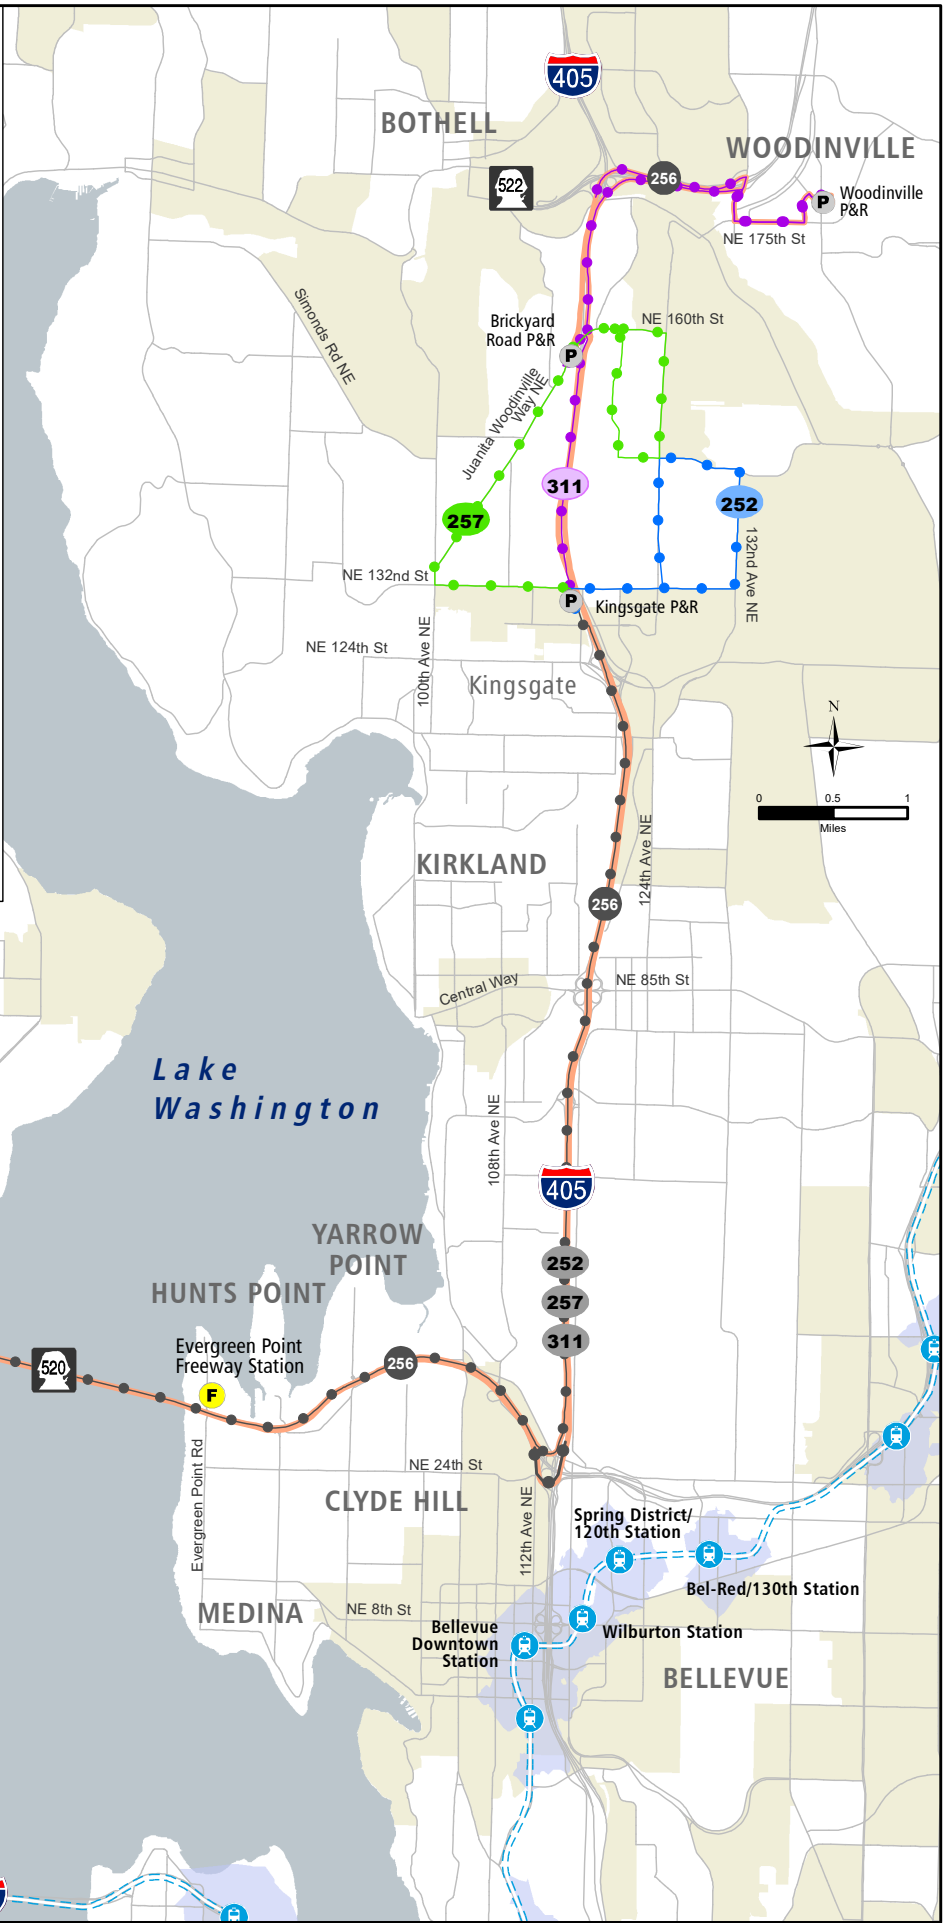 405
BOTHELL
WOODINVILLE
522
256
Woodinville
P&R
P
NE 175th St
Simonds Rd NE
Brickyard
Road P&R
P
NE 160th St
Juanita Woodinville
Way NE
311
252
257
132nd Ave NE
NE 132nd St
P
Kingsgate P&R
NE 124th St
100th Ave NE
Kingsgate
N
0 0.5 1
Miles
KIRKLAND
124th Ave NE
256
Central Way
NE 85th St
Lake
Washington
108th Ave NE
405
YARROW
POINT
252
HUNTS POINT
257
311
Evergreen Point
Freeway Station
520
256
F
Evergreen Point Rd
NE 24th St
CLYDE HILL
112th Ave NE
Spring District/
120th Station
Bel-Red/130th Station
MEDINA
NE 8th St
Bellevue
Downtown
Station
Wilburton Station
BELLEVUE